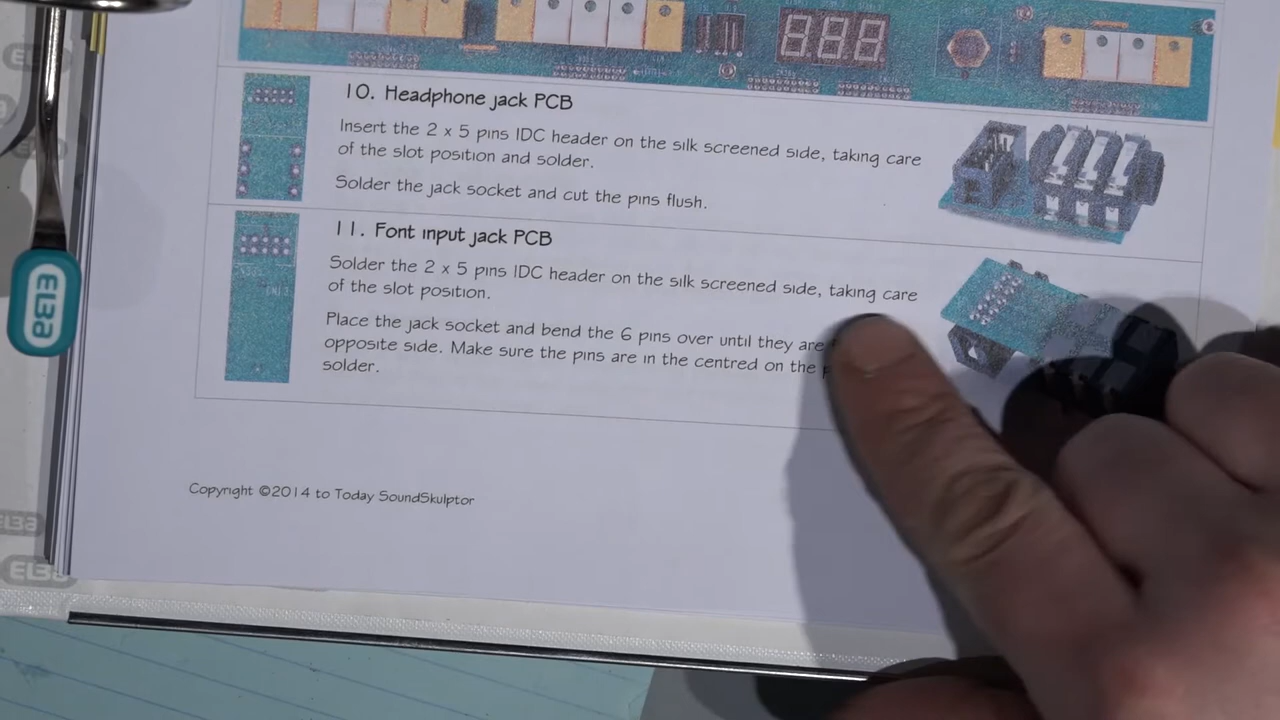 888
10. Headphone jack PCB
Insert the 2 x 5 pins IDC header on the silk screened side, taking care
of the slot position and solder.
Solder the jack socket and cut the pins flush.
11. Font input jack PCB
Solder the 2 x 5 pins IDC header on the silk screened side, taking care
of the slot position.
Place the jack socket and bend the 6 pins over until they are
opposite side. Make sure the pins are in the centred on the
solder.
Copyright ©2014 to Today SoundSkulptor
ELBA
ELBA
ELBA